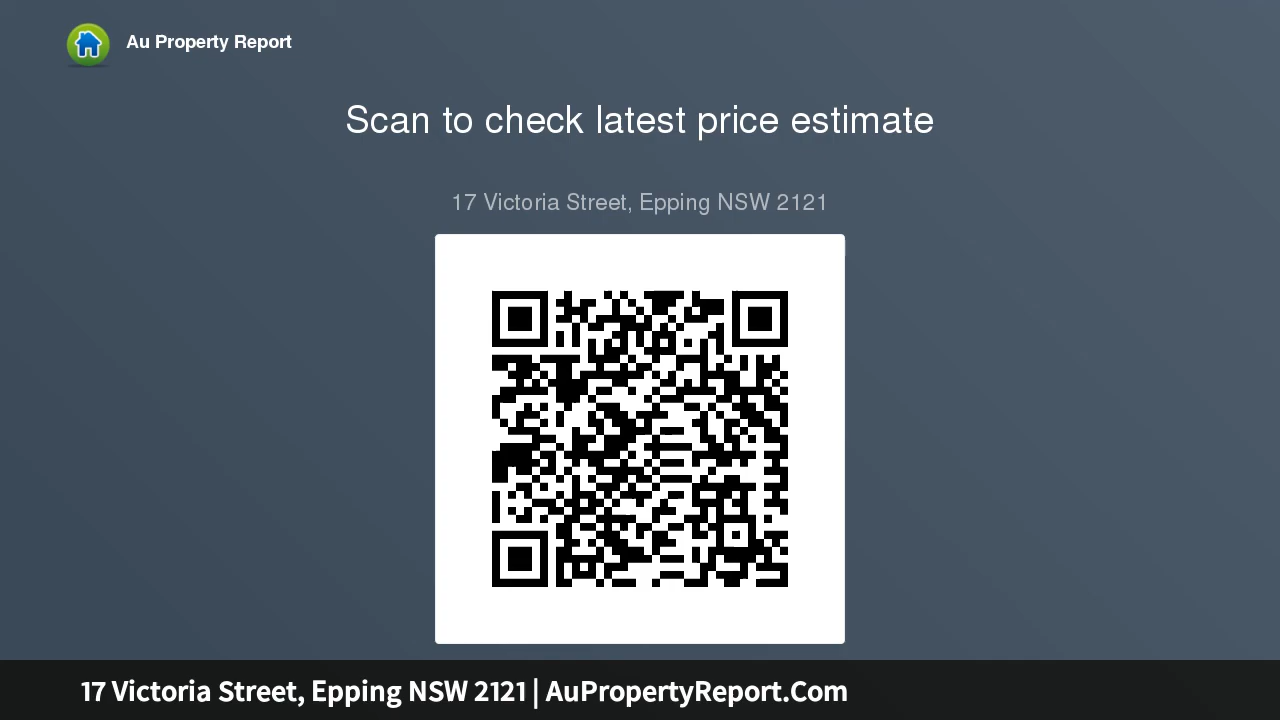 Au Property Report
Scan to check latest price estimate
17 Victoria Street, Epping NSW 2121
17 Victoria Street, Epping NSW 2121 | AuPropertyReport.Com